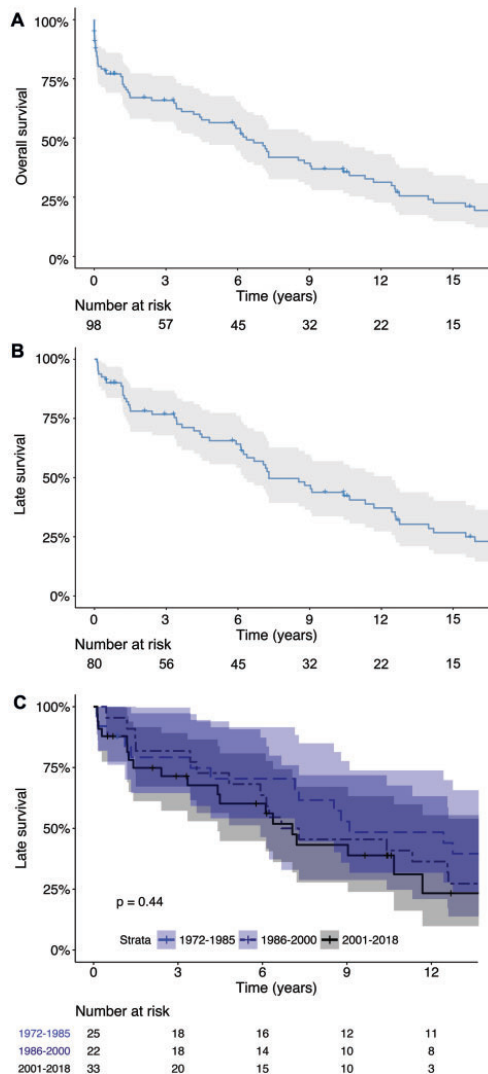 A
Overall survival
100%
75%
50%
25%
0%
0 3 6 9 12 15
Time (years)
Number at risk
98 57 45 32 22 15
B
Late survival
100%
75%
50%
25%
0%
0 3 6 9 12 15
Time (years)
Number at risk
80 56 45 32 22 15
C
Late survival
100%
75%
50%
25%
0%
p = 0.44
Strata 1972-1985 1986-2000 2001-2018
0 3 6 9 12
Time (years)
Number at risk
1972-1985 25 18 16 12 11
1986-2000 22 18 14 10 8
2001-2018 33 20 15 10 3